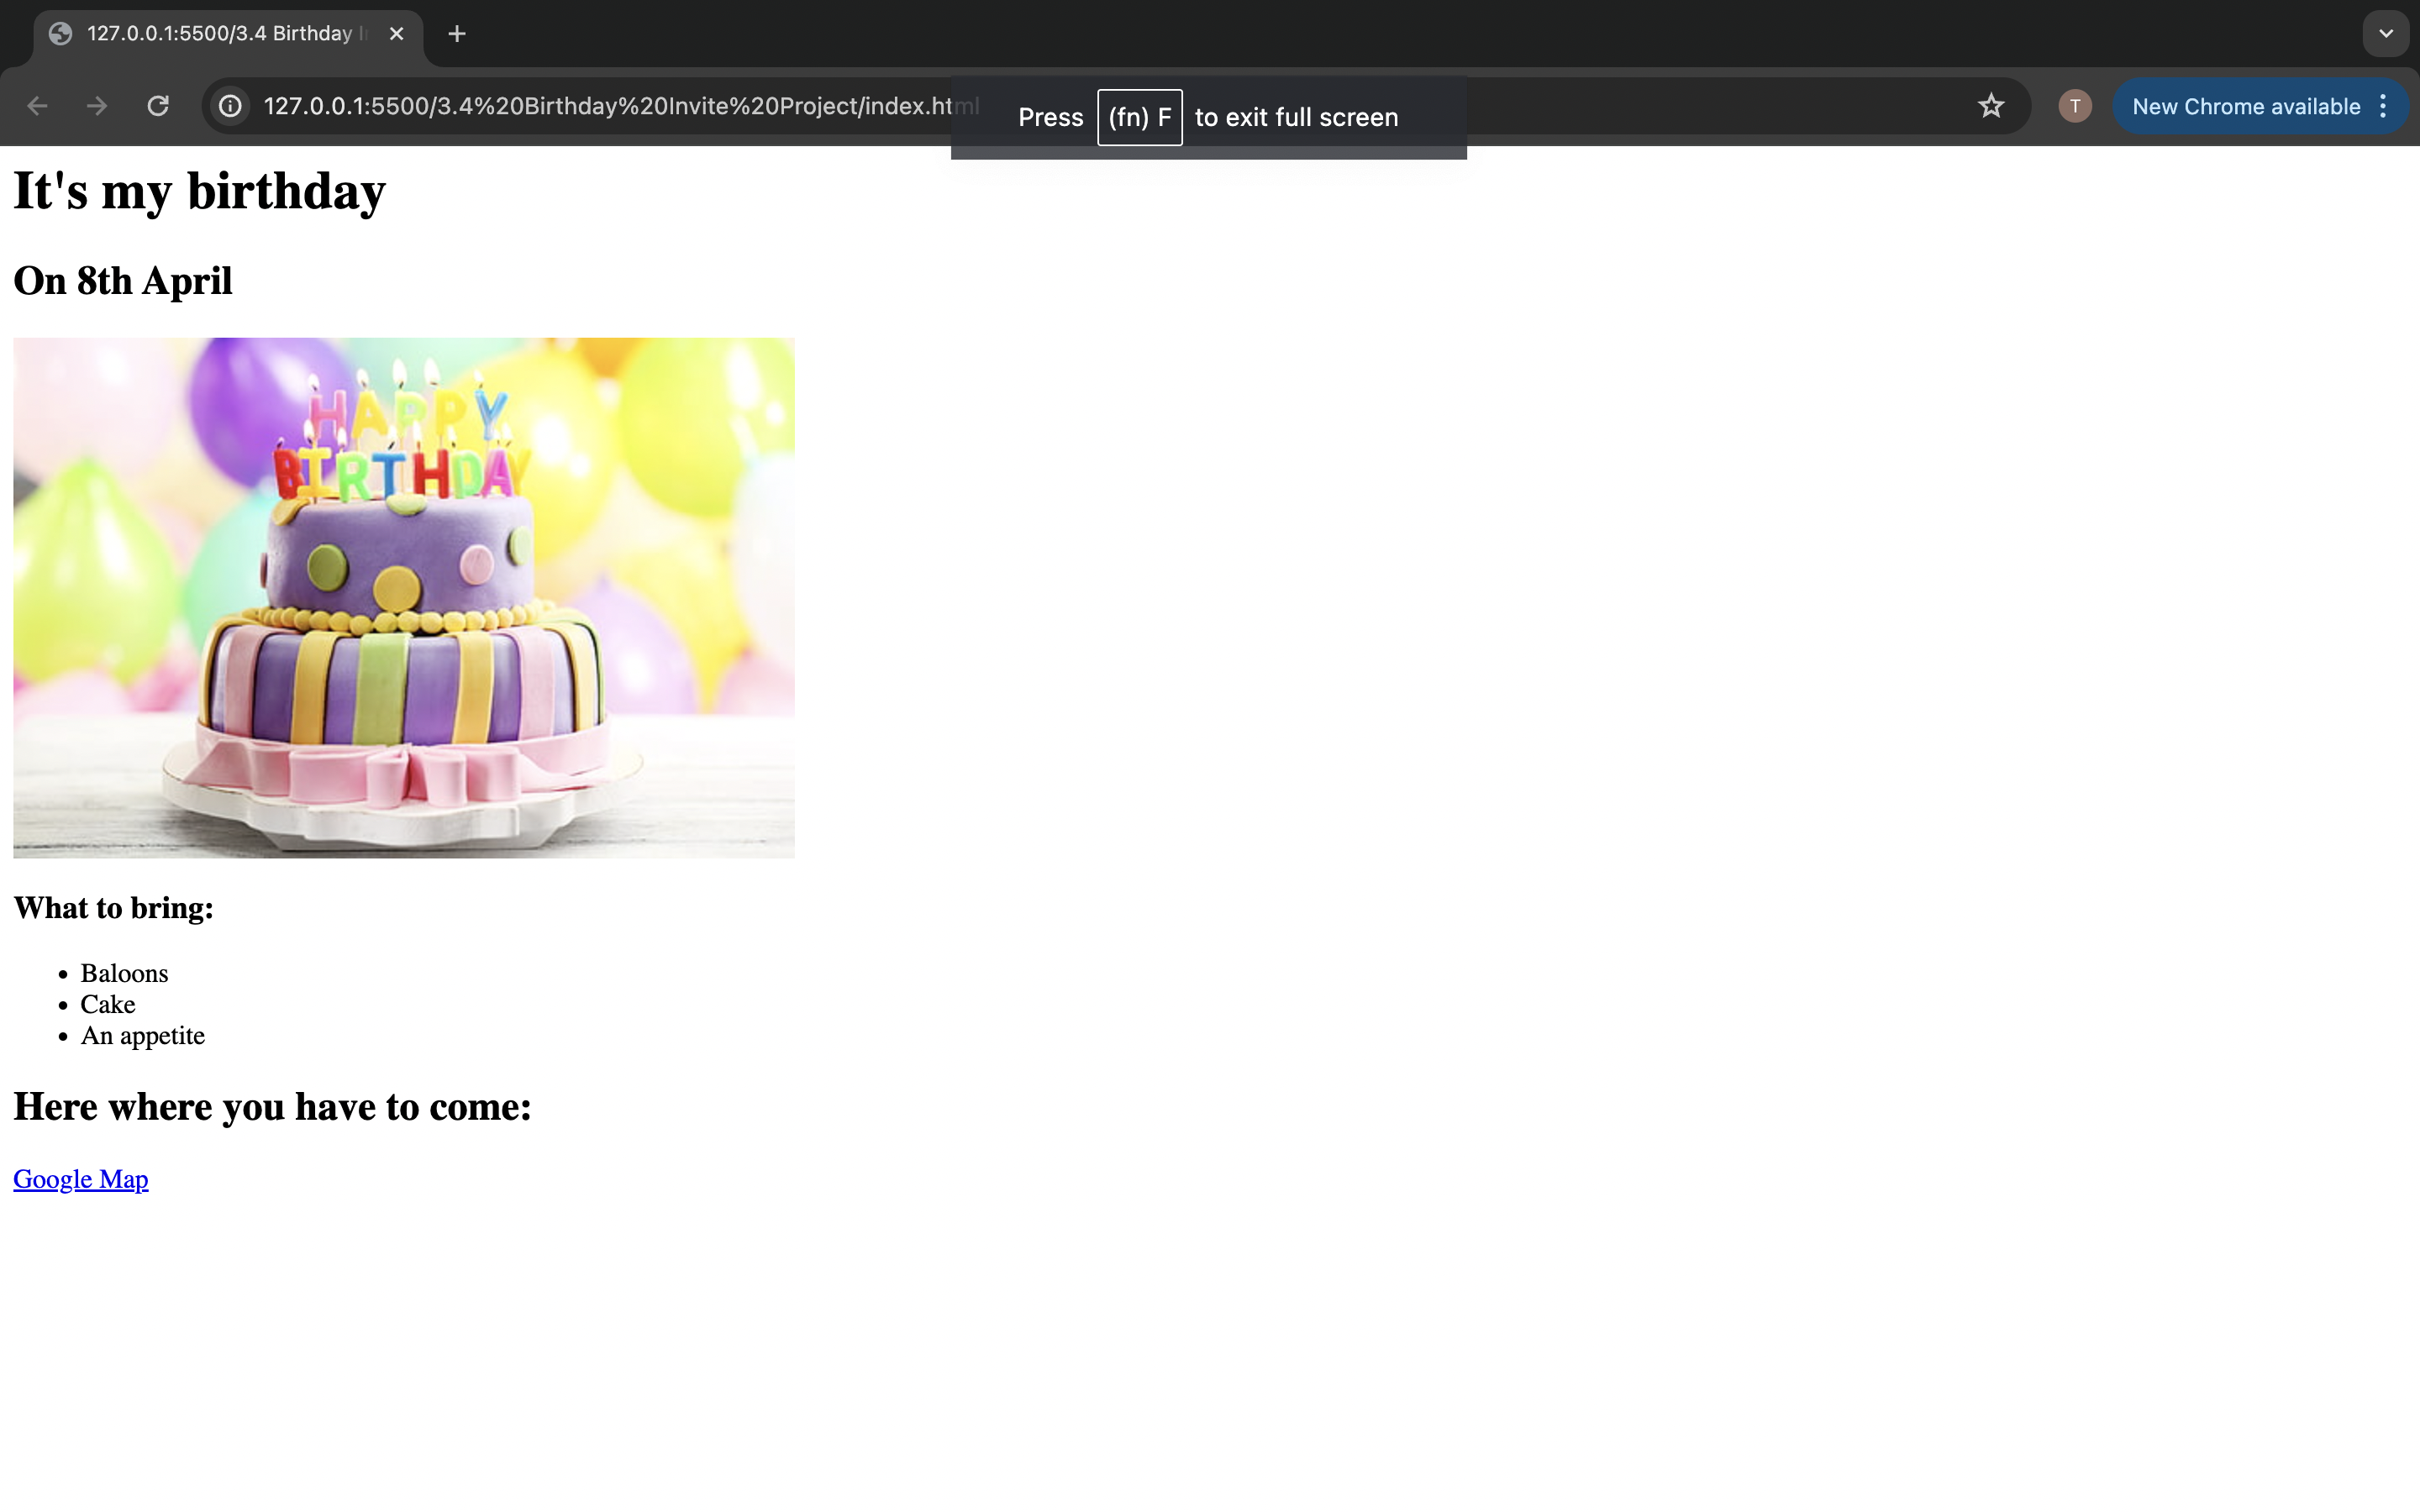 127.0.0.1:5500/3.4 Birthday
127.0.0.1:5500/3.4%20Birthday%20Invite%20Project/index.html
Press (fn) F to exit full screen
T
New Chrome available
It's my birthday
On 8th April
HAPPY
BIRTHDAY
What to bring:
Baloons
Cake
An appetite
Here where you have to come:
Google Map